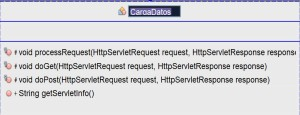 CaroaDatos
# void processRequest(HttpServletRequest request, HttpServletResponse response
# void doGet(HttpServletRequest request, HttpServletResponse response)
# void doPost(HttpServletRequest request, HttpServletResponse response)
+ String getServletInfo()